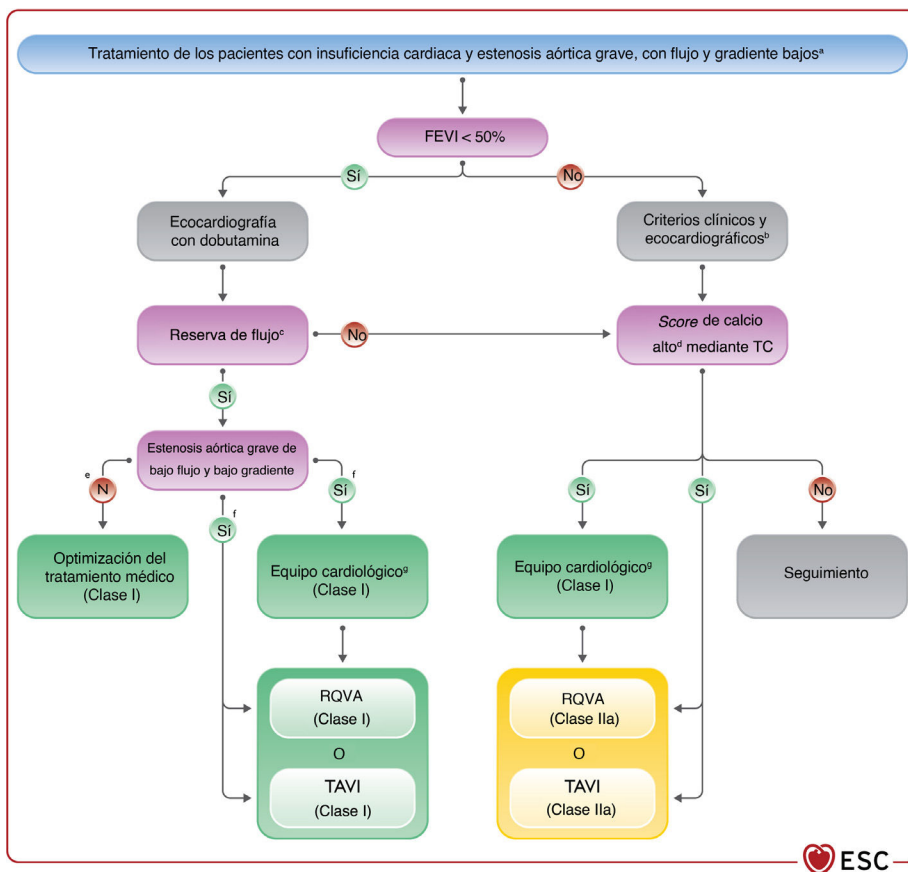 Tratamiento de los pacientes con insuficiencia cardiaca y estenosis aórtica grave, con flujo y gradiente bajosᵃ
FEVI < 50%
Sí
No
Ecocardiografía
con dobutamina
Criterios clínicos y
ecocardiográficosᵇ
Reserva de flujoᶜ
No
Score de calcio
altoᵈ mediante TC
Sí
Estenosis aórtica grave de
bajo flujo y bajo gradiente
e
N
f
Sí
f
Sí
Sí
Sí
No
Optimización del
tratamiento médico
(Clase I)
Equipo cardiológicoᵍ
(Clase I)
Equipo cardiológicoᵍ
(Clase I)
Seguimiento
RQVA
(Clase I)
O
TAVI
(Clase I)
RQVA
(Clase IIa)
O
TAVI
(Clase IIa)
ESC